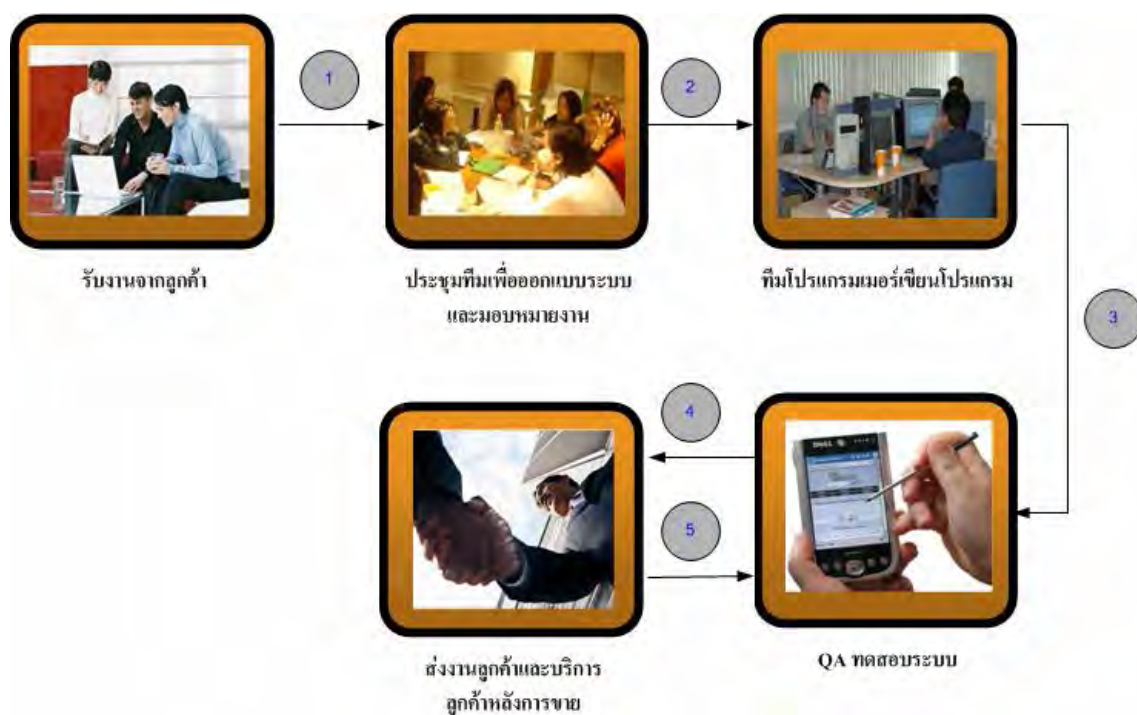 1
2
รับงานจากลูกค้า
ประชุมทีมเพื่อออกแบบระบบ
และมอบหมายงาน
ทีมโปรแกรมเมอร์เขียนโปรแกรม
3
4
5
DELL
ส่งงานลูกค้าและบริการ
ลูกค้าหลังการขาย
QA ทดสอบระบบ